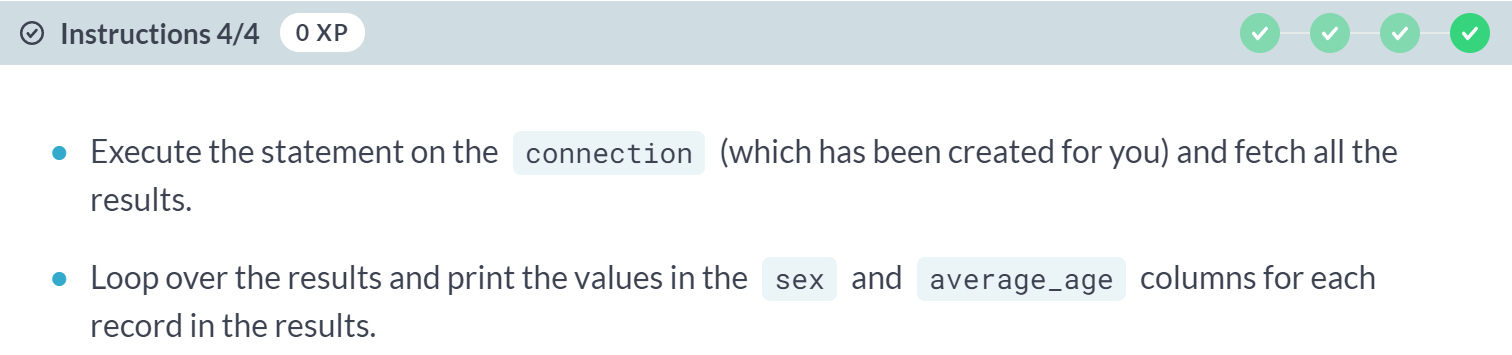 Instructions 4/4 0 XP
Execute the statement on the connection (which has been created for you) and fetch all the
results.
Loop over the results and print the values in the sex and average_age columns for each
record in the results.